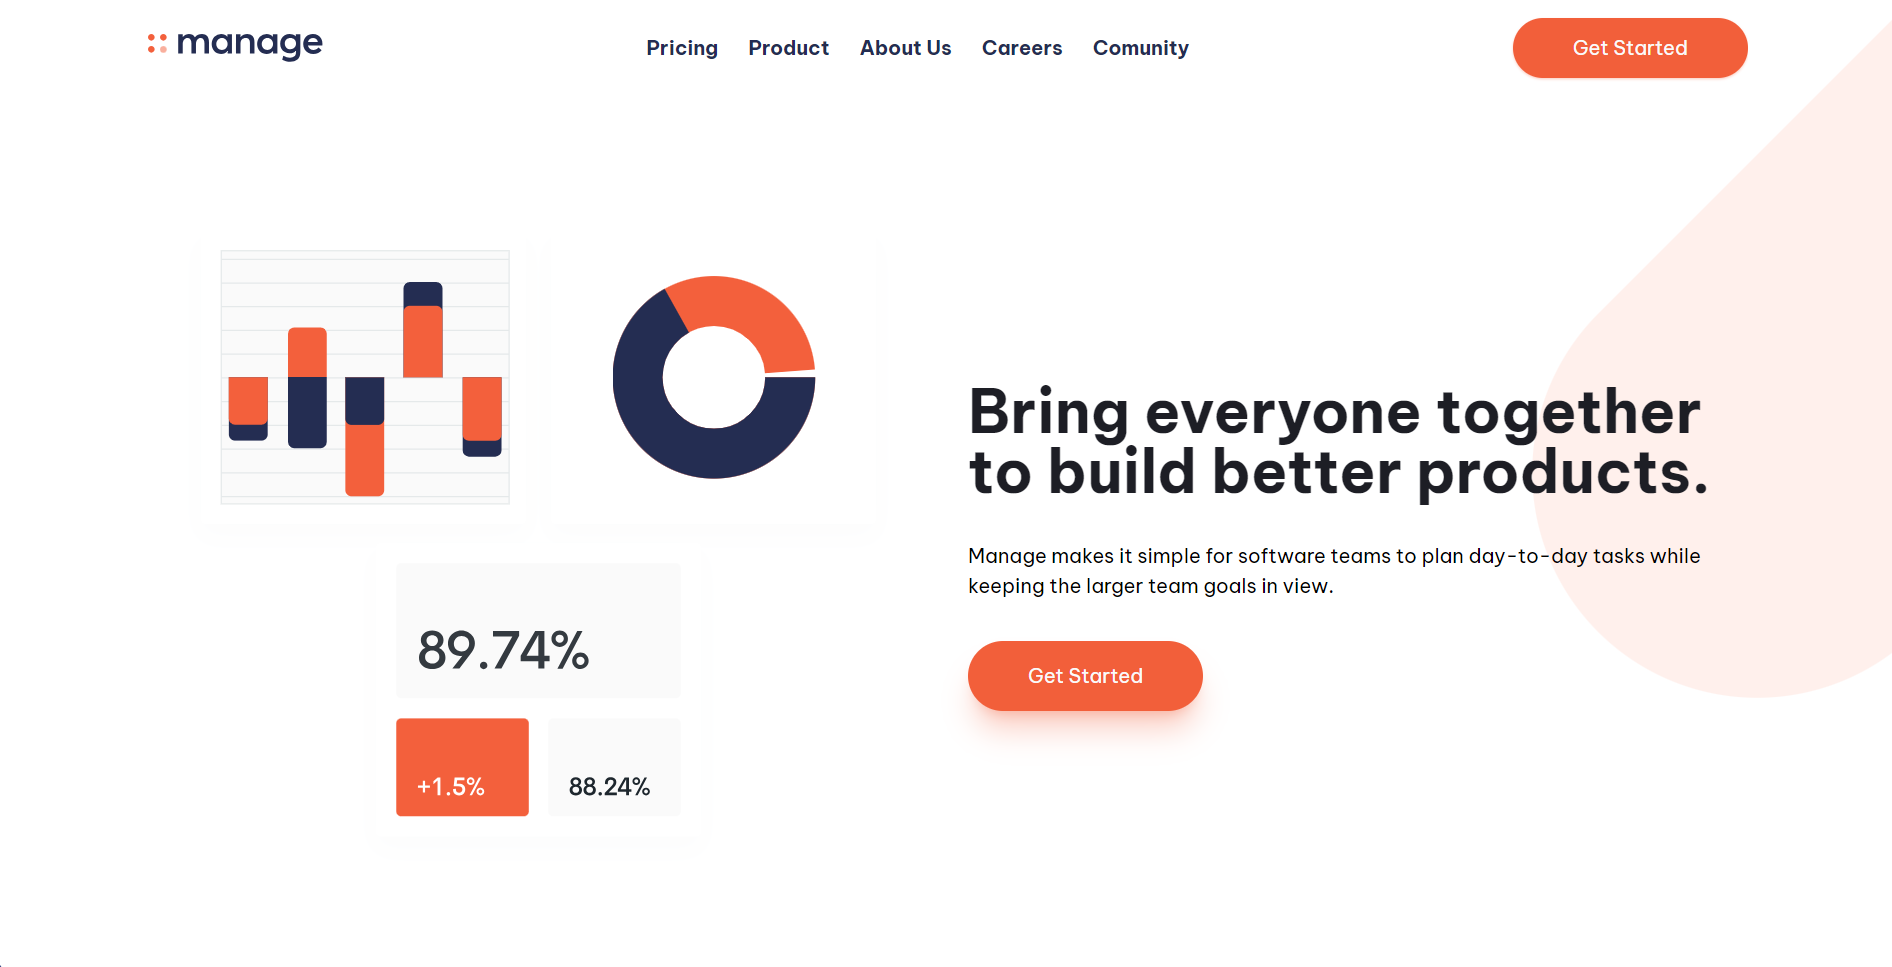 manage
Pricing Product About Us Careers Comunity
Get Started
Bring everyone together
to build better products.
Manage makes it simple for software teams to plan day-to-day tasks while
keeping the larger team goals in view.
Get Started
89.74%
+1.5% 88.24%